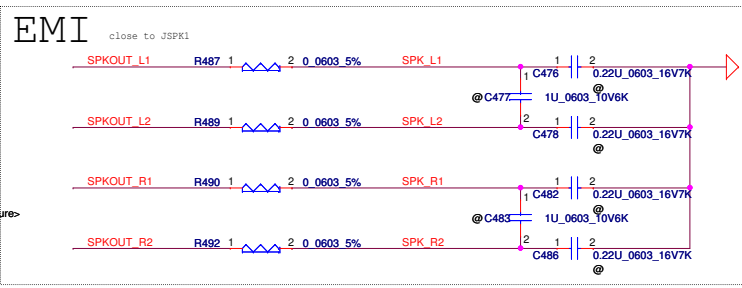 EMI close to JSPK1
SPKOUT_L1 R487 1 2 0_0603_5% SPK_L1 1 2
C476 0.22U_0603_16V7K
1 @
@ C477 1U_0603_10V6K
SPKOUT_L2 R489 1 2 0_0603_5% SPK_L2 2 1 2
C478 0.22U_0603_16V7K
@
SPKOUT_R1 R490 1 2 0_0603_5% SPK_R1 1 2
C482 0.22U_0603_16V7K
1 @
ure> @ C483 1U_0603_10V6K
SPKOUT_R2 R492 1 2 0_0603_5% SPK_R2 2 1 2
C486 0.22U_0603_16V7K
@